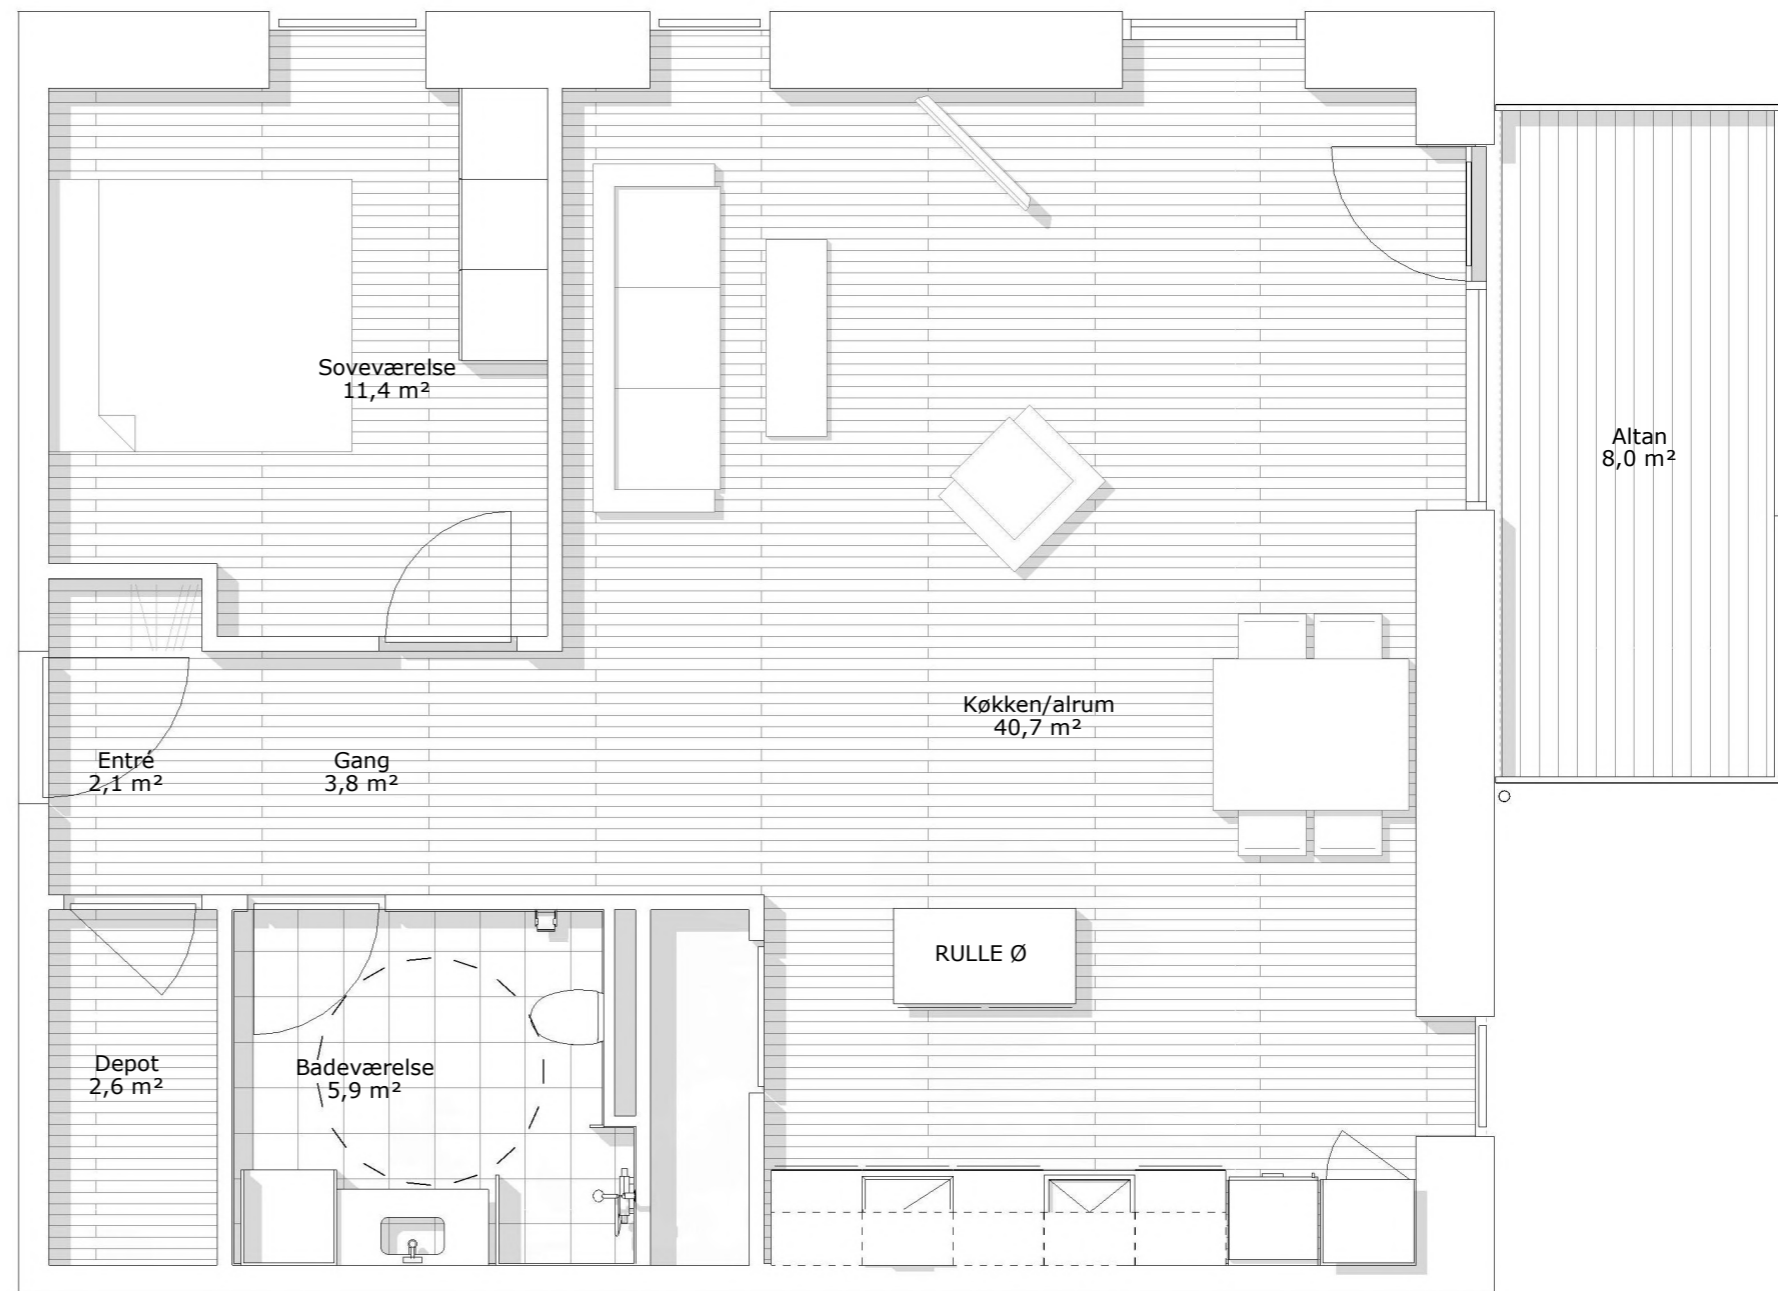 Soveværelse
11,4 m²
Altan
8,0 m²
Køkken/alrum
40,7 m²
Entré
2,1 m²
Gang
3,8 m²
RULLE Ø
Depot
2,6 m²
Badeværelse
5,9 m²